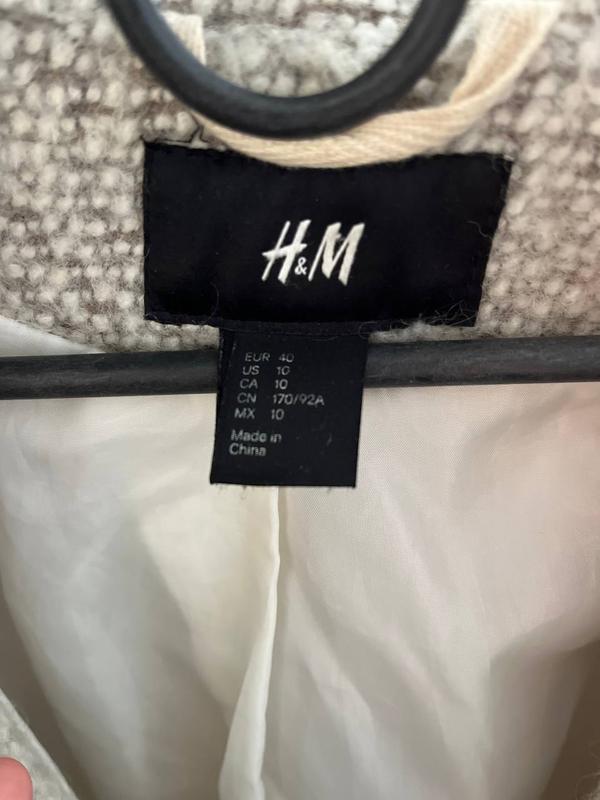 H&M
EUR 40
US 10
CA 10
CN 170/92A
MX 10
Made in
China